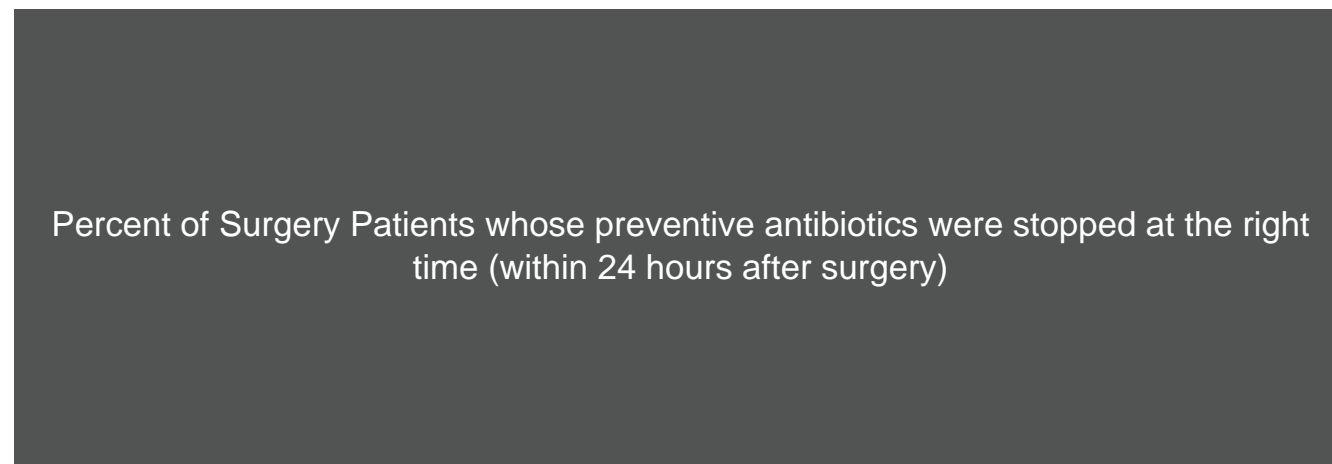 Percent of Surgery Patients whose preventive antibiotics were stopped at the right
time (within 24 hours after surgery)